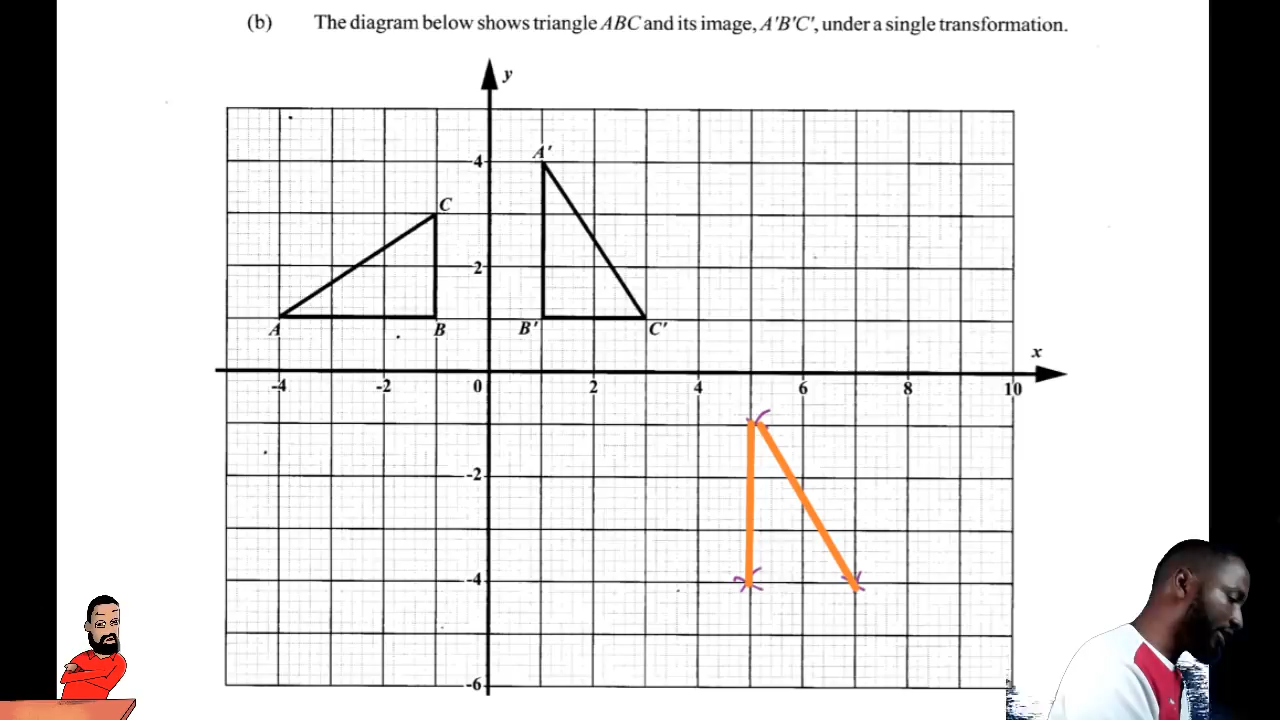 (b) The diagram below shows triangle ABC and its image, A'B'C', under a single transformation.
y
A'
4
C
2
A
B
B'
C'
x
-4
-2
0
2
4
6
8
10
-2
-4
-6